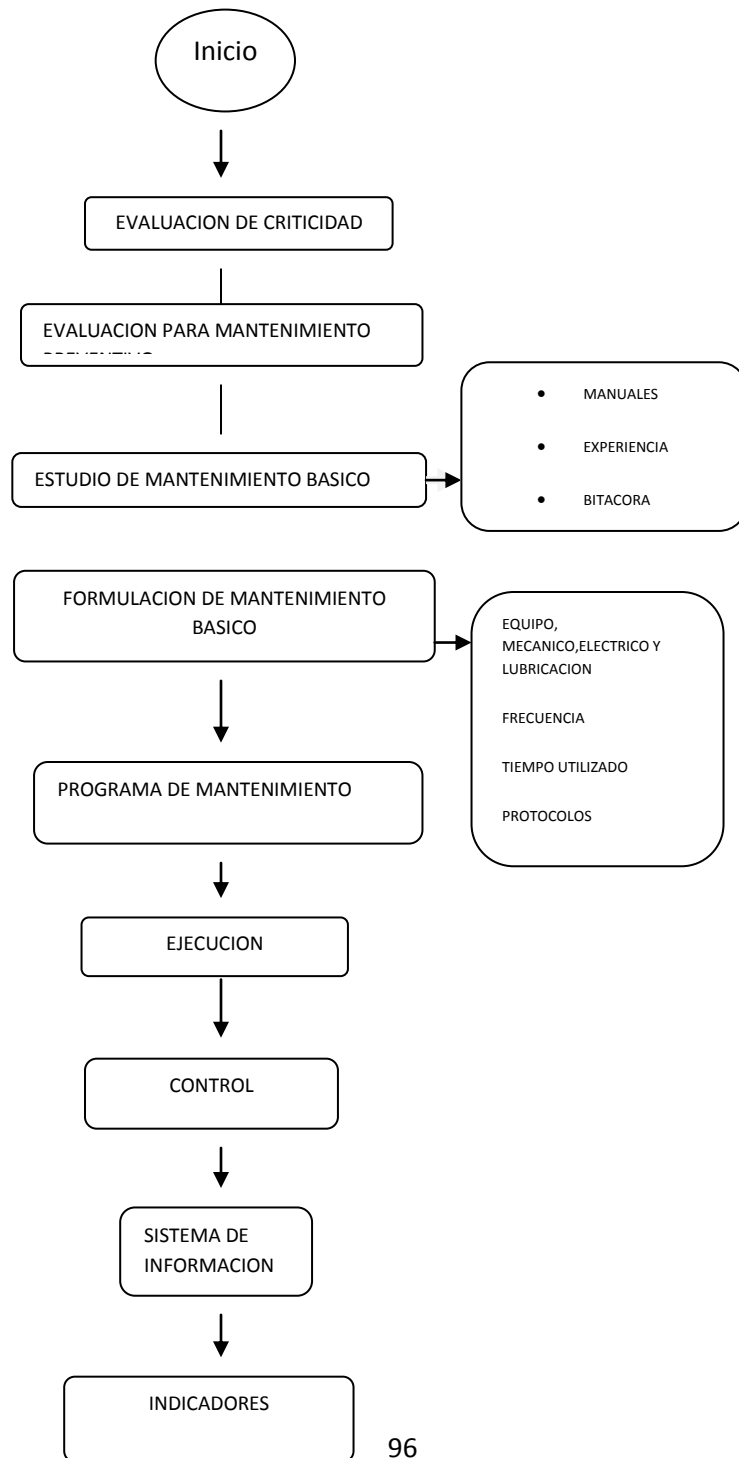 Inicio
EVALUACION DE CRITICIDAD
EVALUACION PARA MANTENIMIENTO
• MANUALES
• EXPERIENCIA
• BITACORA
ESTUDIO DE MANTENIMIENTO BASICO
FORMULACION DE MANTENIMIENTO
BASICO
EQUIPO,
MECANICO,ELECTRICO Y
LUBRICACION
FRECUENCIA
TIEMPO UTILIZADO
PROTOCOLOS
PROGRAMA DE MANTENIMIENTO
EJECUCION
CONTROL
SISTEMA DE
INFORMACION
INDICADORES
96